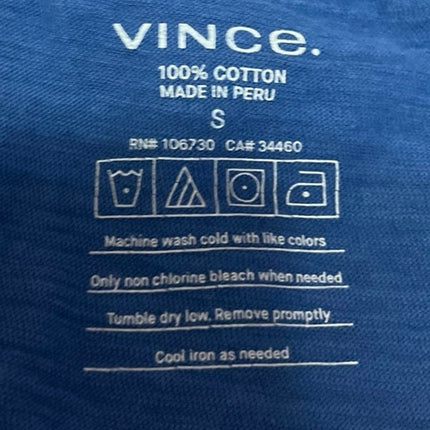 VINCe.
100% COTTON
MADE IN PERU
S
RN# 106730 CA# 34460
Machine wash cold with like colors
Only non chlorine bleach when needed
Tumble dry low. Remove promptly
Cool iron as needed